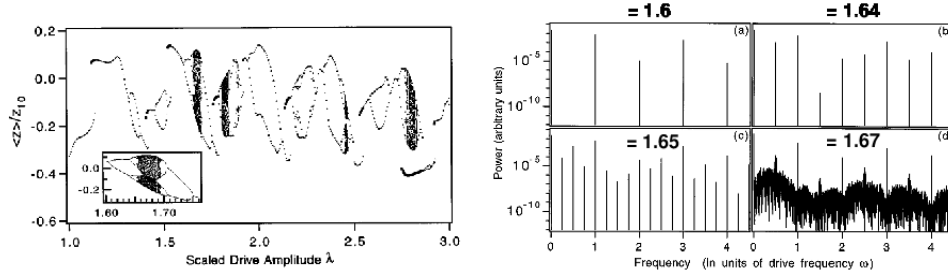 0.2
0.0
-0.2
-0.4
-0.6
<z>/z10
0.0
-0.2
1.60
1.70
1.0
1.5
2.0
2.5
3.0
Scaled Drive Amplitude λ
= 1.6
= 1.64
(a)
(b)
10-5
10-10
= 1.65
= 1.67
(c)
(d)
10-5
10-10
Power (arbitrary units)
0 1 2 3 4 0 1 2 3 4
Frequency (In units of drive frequency ω)